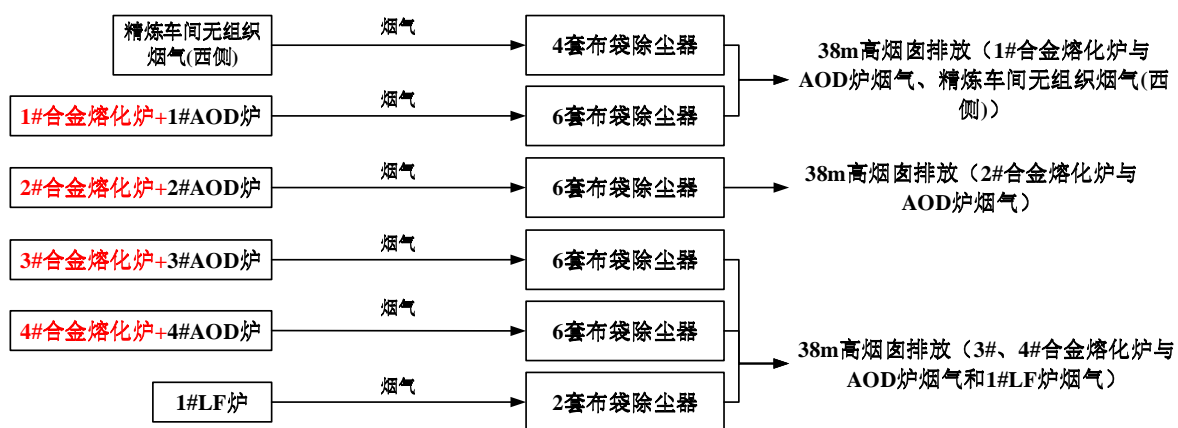 精炼车间无组织
烟气(西侧)
烟气
4套布袋除尘器
38m高烟囱排放（1#合金熔化炉与
AOD炉烟气、精炼车间无组织烟气(西
侧)）
1#合金熔化炉+1#AOD炉
烟气
6套布袋除尘器
2#合金熔化炉+2#AOD炉
烟气
6套布袋除尘器
38m高烟囱排放（2#合金熔化炉与
AOD炉烟气）
3#合金熔化炉+3#AOD炉
烟气
6套布袋除尘器
4#合金熔化炉+4#AOD炉
烟气
6套布袋除尘器
38m高烟囱排放（3#、4#合金熔化炉与
AOD炉烟气和1#LF炉烟气）
1#LF炉
烟气
2套布袋除尘器